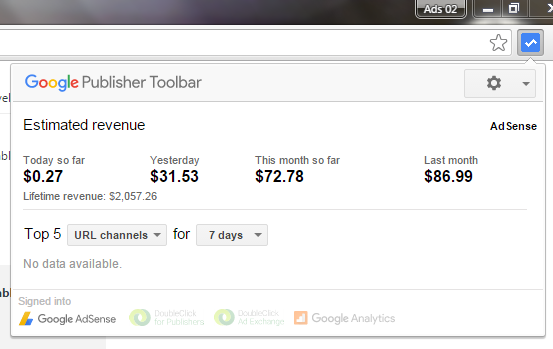 Ads 02
Google Publisher Toolbar
Estimated revenue
AdSense
Today so far Yesterday This month so far Last month
$0.27 $31.53 $72.78 $86.99
Lifetime revenue: $2,057.26
Top 5 URL channels for 7 days
No data available.
Signed into
Google AdSense
DoubleClick for Publishers
DoubleClick Ad Exchange
Google Analytics